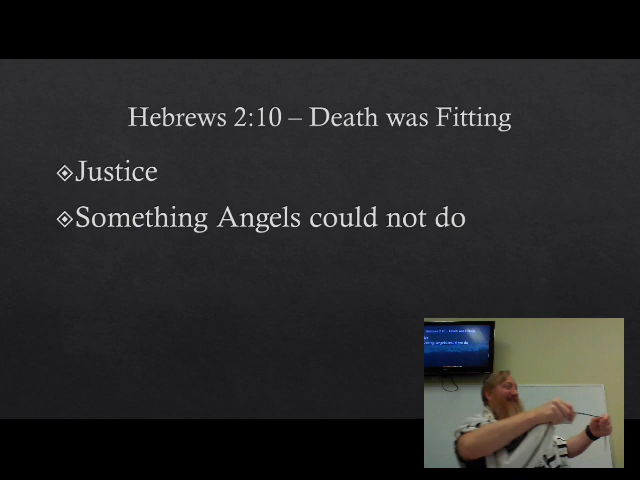 Hebrews 2:10 – Death was Fitting
Justice
Something Angels could not do